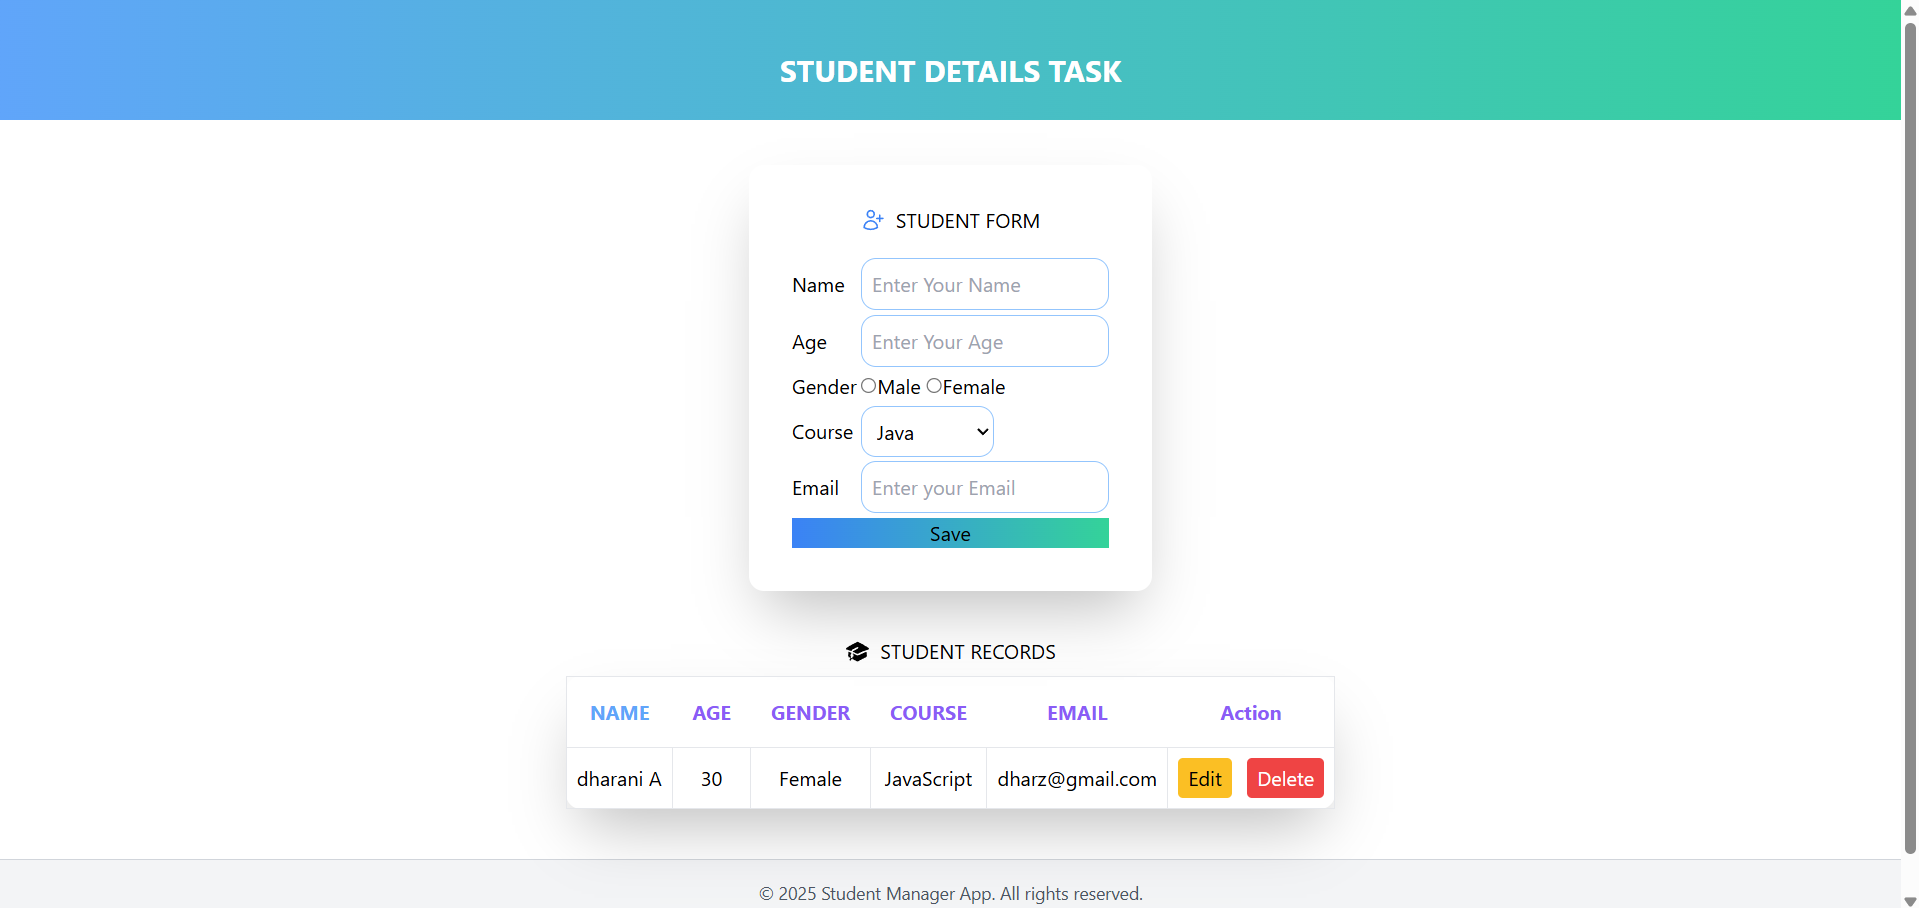 STUDENT DETAILS TASK
STUDENT FORM
Name Enter Your Name
Age Enter Your Age
Gender Male Female
Course Java
Email Enter your Email
Save
STUDENT RECORDS
NAME AGE GENDER COURSE EMAIL Action
dharani A 30 Female JavaScript dharz@gmail.com Edit Delete
© 2025 Student Manager App. All rights reserved.